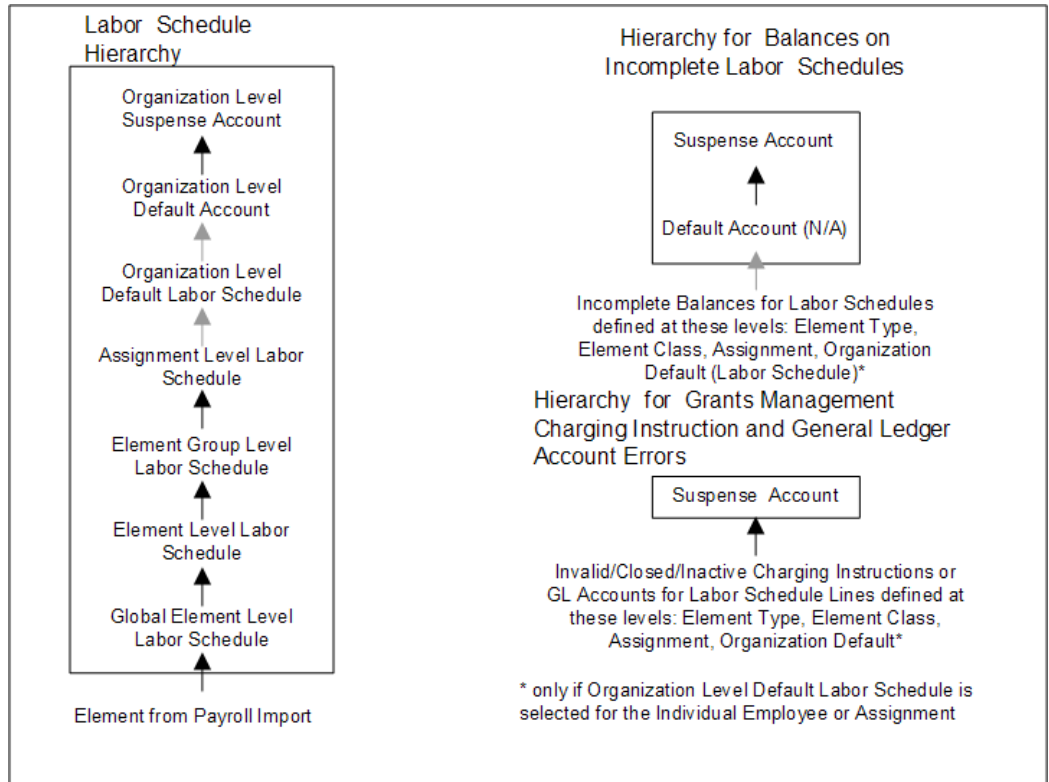 Labor Schedule
Hierarchy
Organization Level
Suspense Account
Organization Level
Default Account
Organization Level
Default Labor Schedule
Assignment Level Labor
Schedule
Element Group Level
Labor Schedule
Element Level Labor
Schedule
Global Element Level
Labor Schedule
Element from Payroll Import
Hierarchy for Balances on
Incomplete Labor Schedules
Suspense Account
Default Account (N/A)
Incomplete Balances for Labor Schedules
defined at these levels: Element Type,
Element Class, Assignment, Organization
Default (Labor Schedule)*
Hierarchy for Grants Management
Charging Instruction and General Ledger
Account Errors
Suspense Account
Invalid/Closed/Inactive Charging Instructions or
GL Accounts for Labor Schedule Lines defined at
these levels: Element Type, Element Class,
Assignment, Organization Default*
* only if Organization Level Default Labor Schedule is
selected for the Individual Employee or Assignment